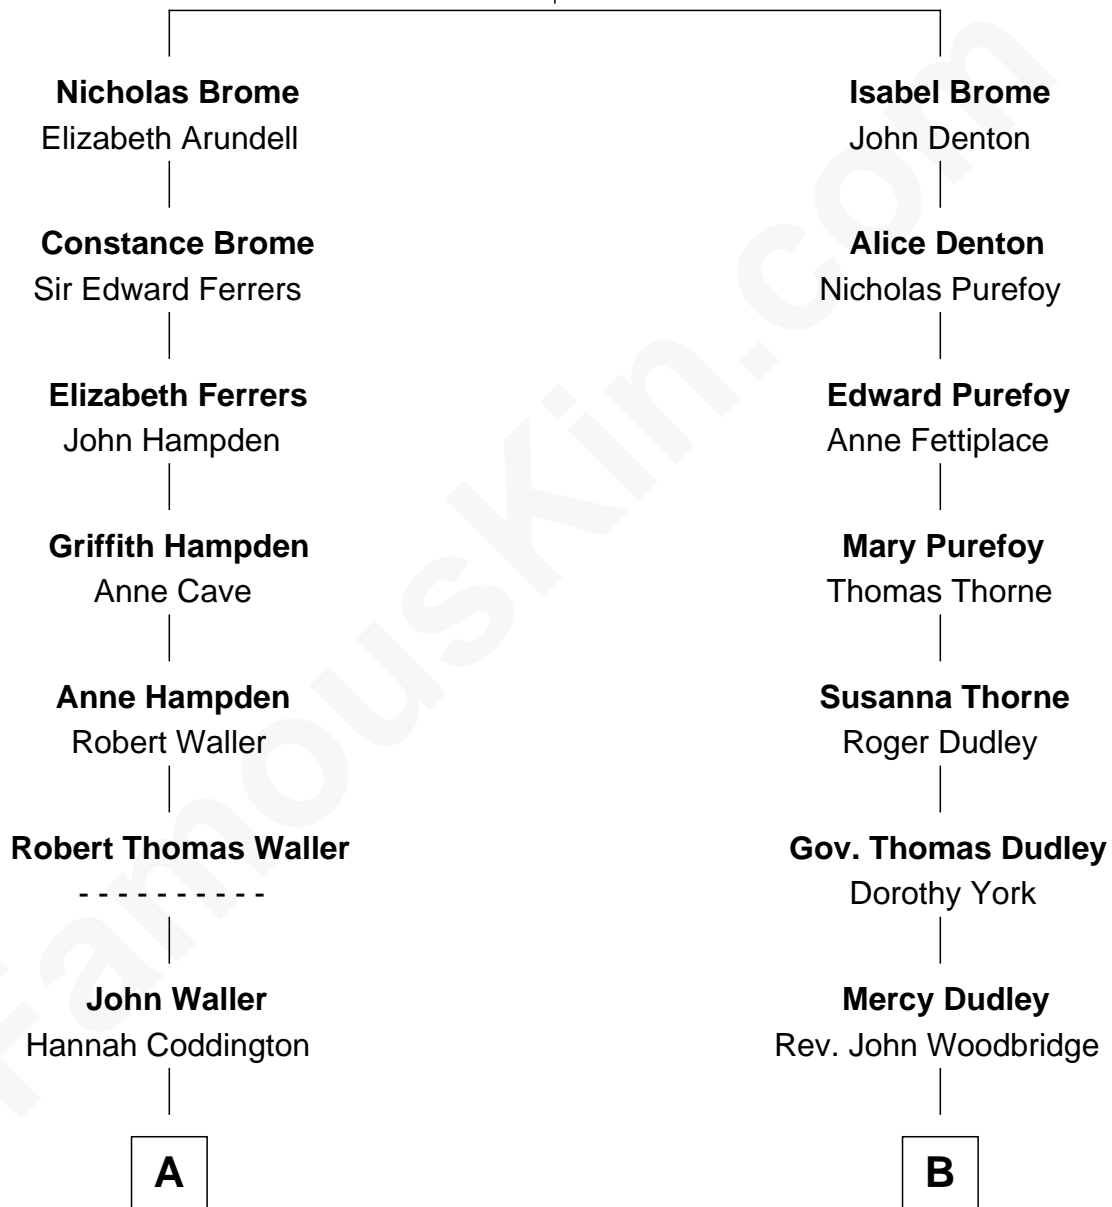 Nicholas Brome
Elizabeth Arundell
Isabel Brome
John Denton
Constance Brome
Sir Edward Ferrers
Alice Denton
Nicholas Purefoy
Elizabeth Ferrers
John Hampden
Edward Purefoy
Anne Fettiplace
Griffith Hampden
Anne Cave
Mary Purefoy
Thomas Thorne
Anne Hampden
Robert Waller
Susanna Thorne
Roger Dudley
Robert Thomas Waller
- - - - - - - - - -
Gov. Thomas Dudley
Dorothy York
John Waller
Hannah Coddington
Mercy Dudley
Rev. John Woodbridge
A
B
FamousKin.com